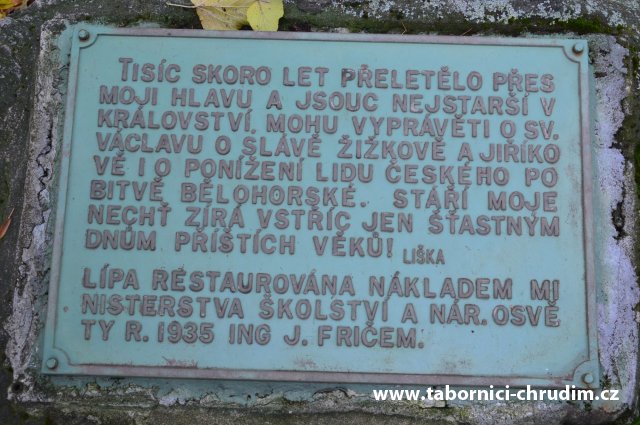 TISÍC SKORO LET PŘELETĚLO PŘES
MOJI HLAVU A JSOUC NEJSTARŠÍ V
KRÁLOVSTVÍ, MOHU VYPRÁVĚTI O SV.
VÁCLAVU O SLÁVĚ ŽIŽKOVĚ A JIŘÍKO
VĚ I O PONÍŽENÍ LIDU ČESKÉHO PO
BITVĚ BĚLOHORSKÉ. STÁŘÍ MOJE
NECHŤ ZÍRÁ VSTŘÍC JEN ŠŤASTNÝM
DNŮM PŘÍŠTÍCH VĚKŮ! LIŠKA
LÍPA RESTAUROVÁNA NÁKLADEM MI
NISTERSTVA ŠKOLSTVÍ A NÁR. OSVĚ
TY R. 1935 ING J. FRIČEM.
www.tabornici-chrudim.cz